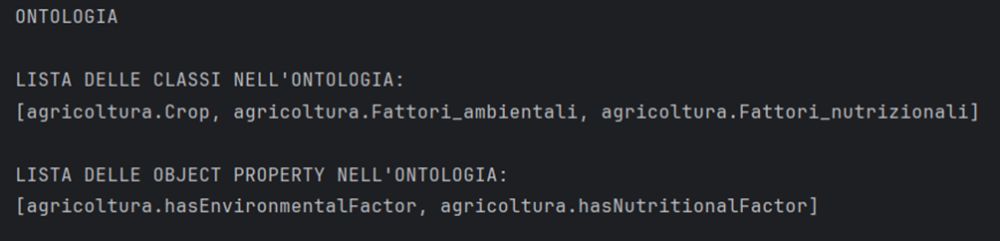 ONTOLOGIA
LISTA DELLE CLASSI NELL'ONTOLOGIA:
[agricoltura.Crop, agricoltura.Fattori_ambientali, agricoltura.Fattori_nutrizionali]
LISTA DELLE OBJECT PROPERTY NELL'ONTOLOGIA:
[agricoltura.hasEnvironmentalFactor, agricoltura.hasNutritionalFactor]